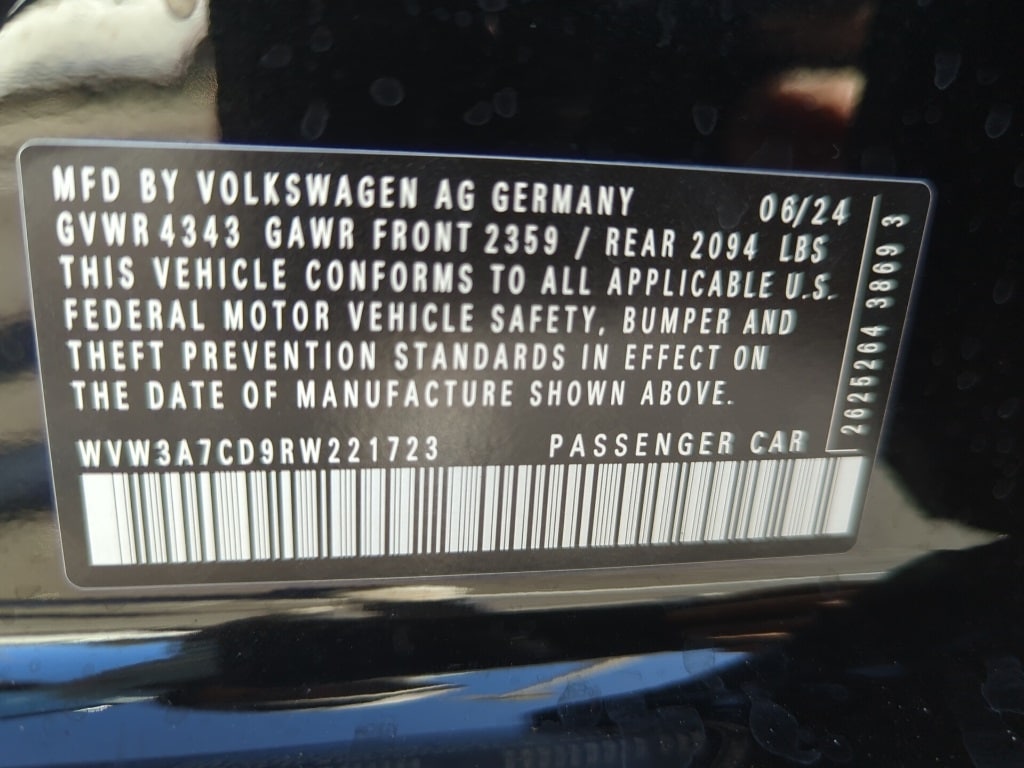 MFD BY VOLKSWAGEN AG GERMANY 06/24
GVWR 4343 GAWR FRONT 2359 / REAR 2094 LBS
THIS VEHICLE CONFORMS TO ALL APPLICABLE U.S.
FEDERAL MOTOR VEHICLE SAFETY, BUMPER AND
THEFT PREVENTION STANDARDS IN EFFECT ON
THE DATE OF MANUFACTURE SHOWN ABOVE.
WVW3A7CD9RW221723 PASSENGER CAR
2625264 3869 3